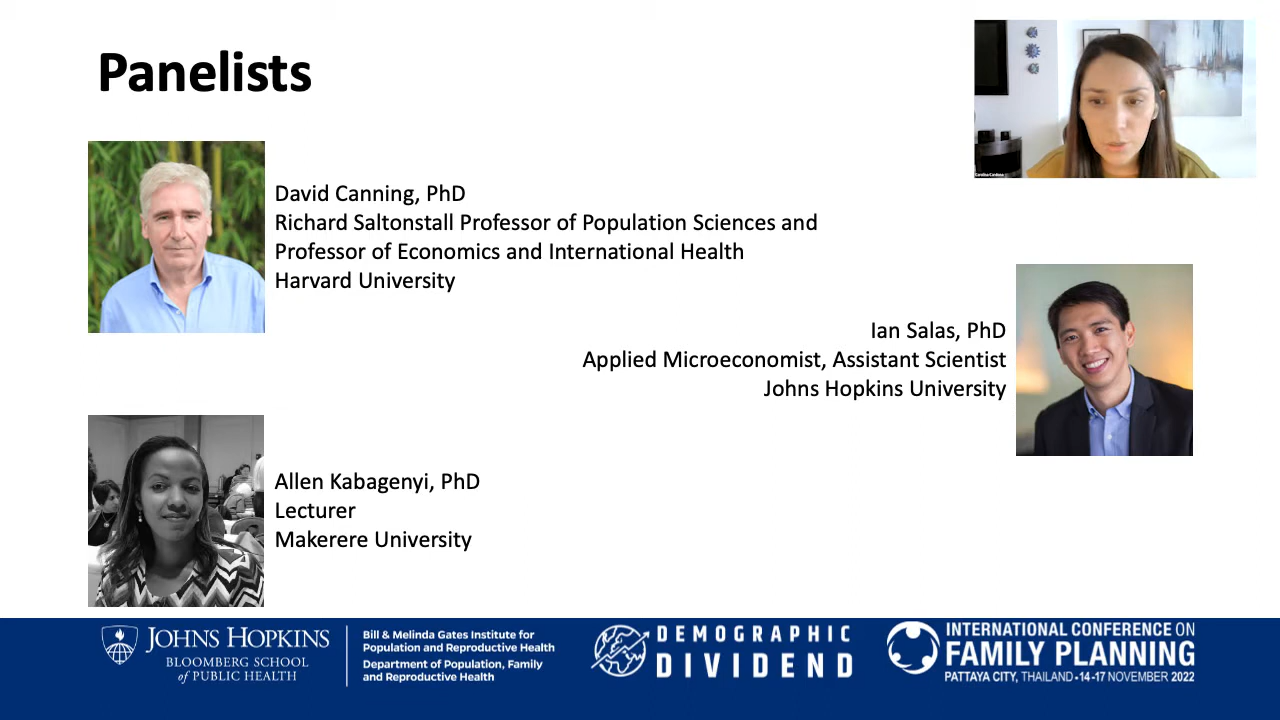 Panelists
Carolina Cardona
David Canning, PhD
Richard Saltonstall Professor of Population Sciences and
Professor of Economics and International Health
Harvard University
Ian Salas, PhD
Applied Microeconomist, Assistant Scientist
Johns Hopkins University
Allen Kabagenyi, PhD
Lecturer
Makerere University
JOHNS HOPKINS
BLOOMBERG SCHOOL
of PUBLIC HEALTH
Bill & Melinda Gates Institute for
Population and Reproductive Health
Department of Population, Family
and Reproductive Health
DEMOGRAPHIC
DIVIDEND
INTERNATIONAL CONFERENCE ON
FAMILY PLANNING
PATTAYA CITY, THAILAND • 14-17 NOVEMBER 2022